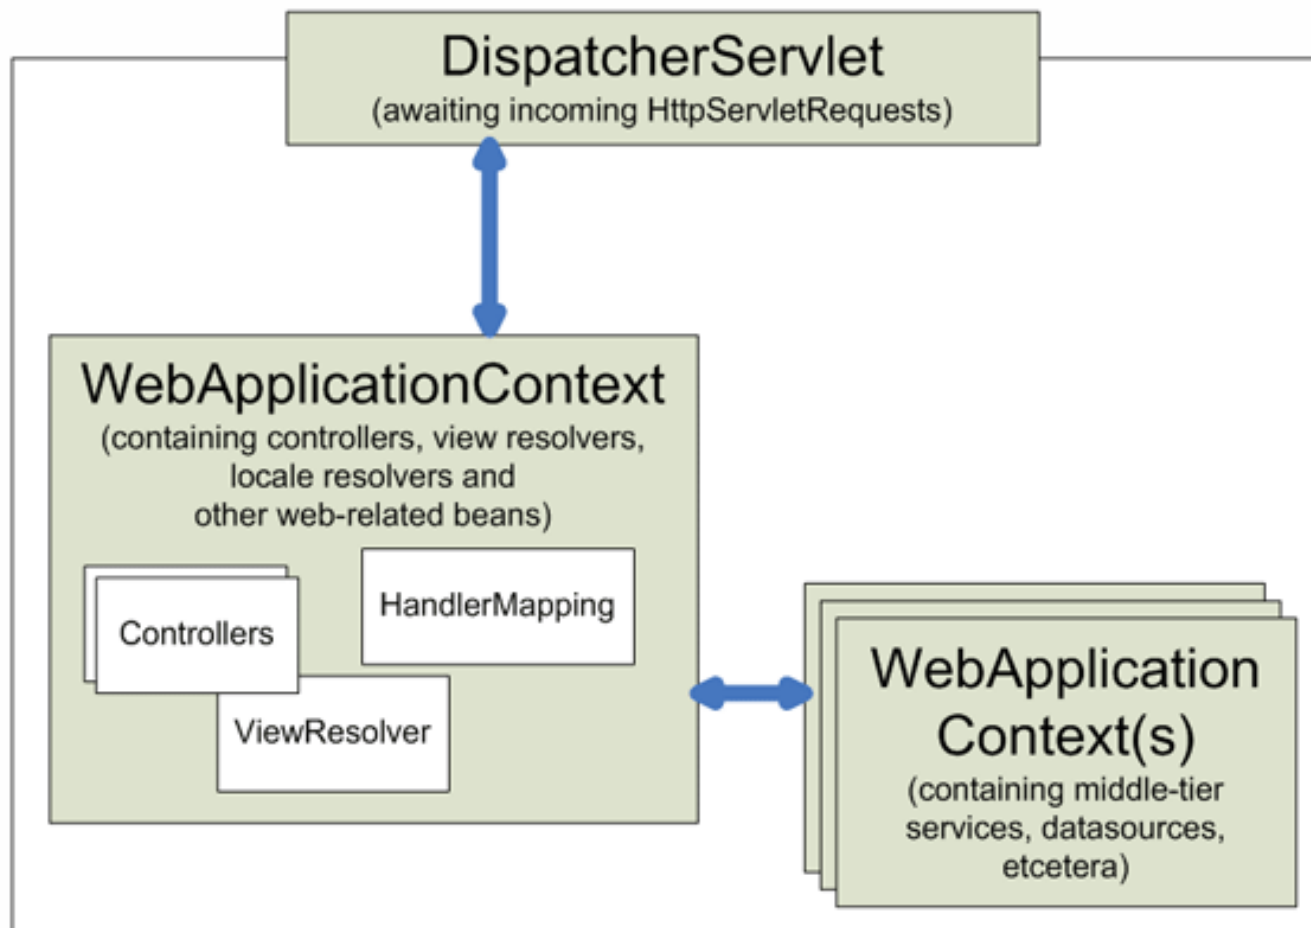 DispatcherServlet
(awaiting incoming HttpServletRequests)
WebApplicationContext
(containing controllers, view resolvers,
locale resolvers and
other web-related beans)
HandlerMapping
Controllers
ViewResolver
WebApplication
Context(s)
(containing middle-tier
services, datasources,
etcetera)